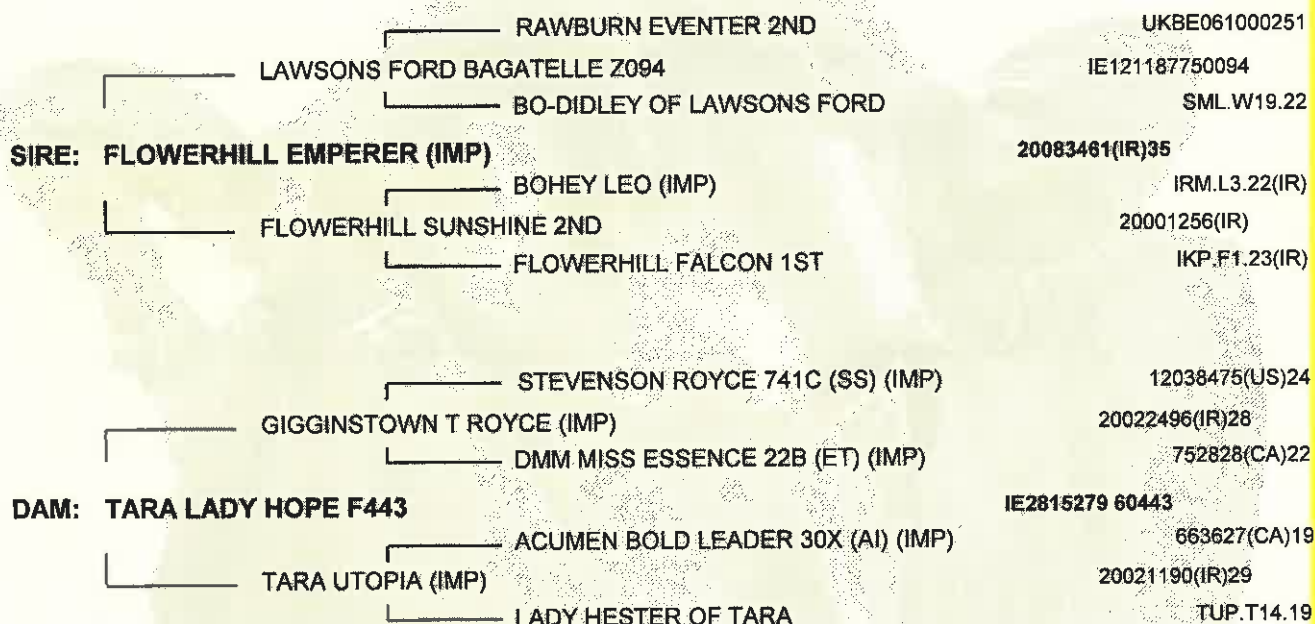 RAWBURN EVENTER 2ND UKBE061000251
LAWSONS FORD BAGATELLE Z094 IE121187750094
BO-DIDLEY OF LAWSONS FORD SML.W19.22
SIRE: FLOWERHILL EMPERER (IMP) 20083461(IR)35
BOHEY LEO (IMP) IRM.L3.22(IR)
FLOWERHILL SUNSHINE 2ND 20001256(IR)
FLOWERHILL FALCON 1ST IKP.F1.23(IR)
STEVENSON ROYCE 741C (SS) (IMP) 12038475(US)24
GIGGINSTOWN T ROYCE (IMP) 20022496(IR)28
DMM MISS ESSENCE 22B (ET) (IMP) 752828(CA)22
DAM: TARA LADY HOPE F443 IE2815279 60443
ACUMEN BOLD LEADER 30X (AI) (IMP) 663627(CA)19
TARA UTOPIA (IMP) 20021190(IR)29
LADY HESTER OF TARA TUP.T14.19